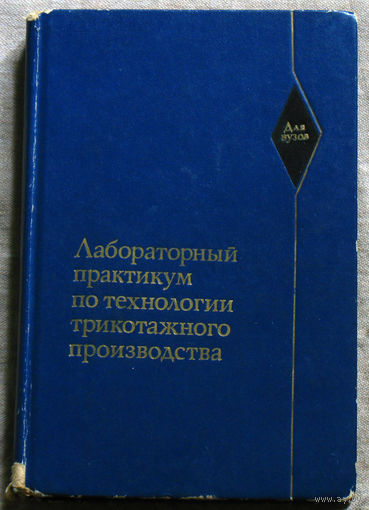 Для
вузов
Лабораторный
практикум
по технологии
трикотажного
производства